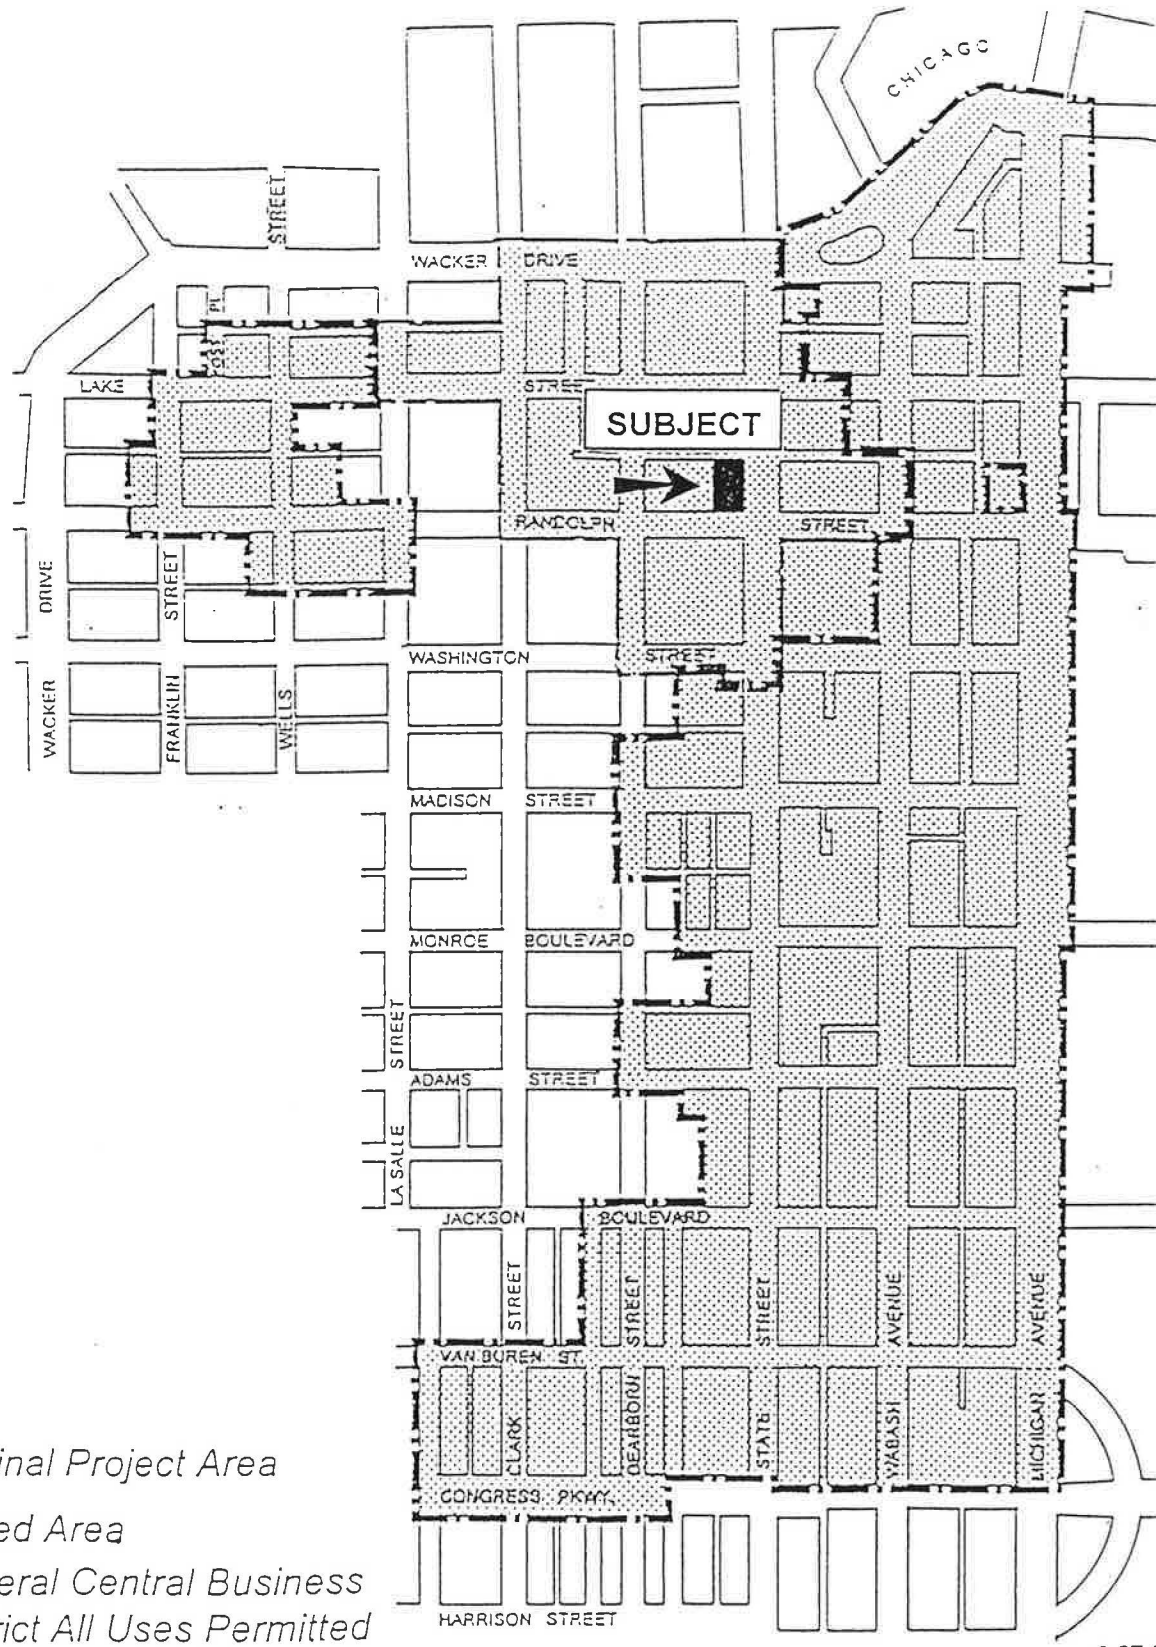 CHICAGO
STREET
WACKER DRIVE
PL
LAKE
STREE
SUBJECT
RANDOLPH STREET
DRIVE
STREET
WASHINGTON STREET
WACKER
FRANKLIN
WELLS
MADISON STREET
MONROE BOULEVARD
STREET
ADAMS STREET
LA SALLE
JACKSON BOULEVARD
STREET
STREET
STREET
AVENUE
AVENUE
VAN BUREN ST
CLARK
DEARBORN
STATE
WABASH
MICHIGAN
inal Project Area
CONGRESS PKWY.
ed Area
eral Central Business
rict All Uses Permitted
HARRISON STREET